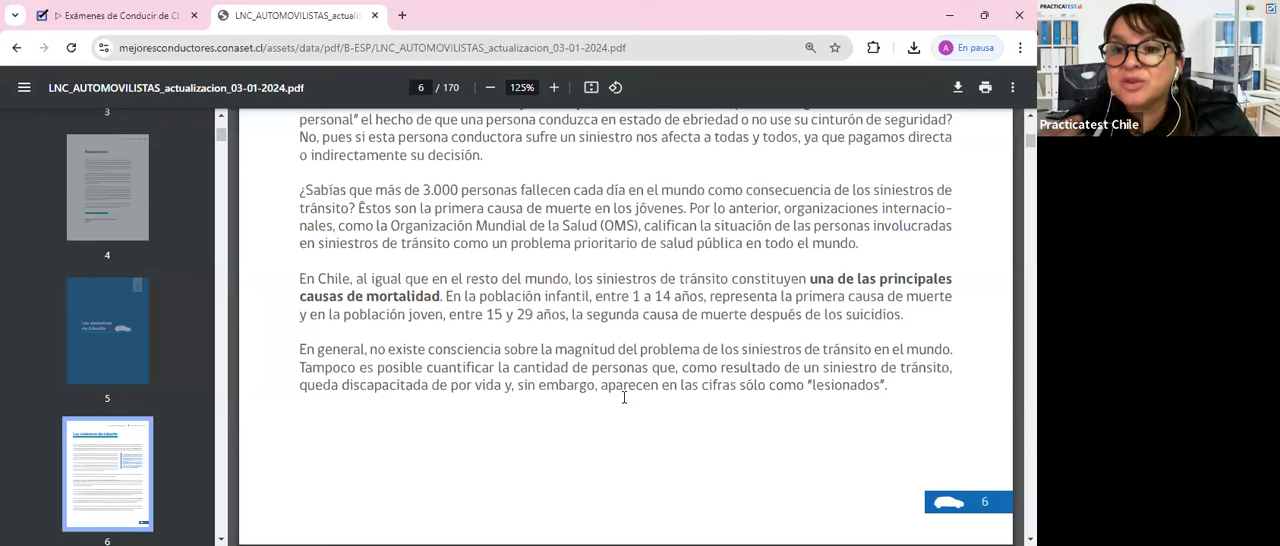 ▷ Exámenes de Conducir de Ch
LNC_AUTOMOVILISTAS_actualiz
mejoresconductores.conaset.cl/assets/data/pdf/B-ESP/LNC_AUTOMOVILISTAS_actualizacion_03-01-2024.pdf
A En pausa
LNC_AUTOMOVILISTAS_actualizacion_03-01-2024.pdf
6 / 170
125%
PRACTICATEST.cl
Practicatest Chile
3
4
Los siniestros
de tránsito
5
Los siniestros de tránsito
6
personal” el hecho de que una persona conduzca en estado de ebriedad o no use su cinturón de seguridad?
No, pues si una conductora sufre un siniestro nos afecta a todas y todos, ya que pagamos directa
o indirectamente su decisión.
¿Sabías que más de 3.000 personas fallecen cada día en el mundo como consecuencia de los siniestros de
tránsito? Éstos son la primera causa de muerte en los jóvenes. Por lo anterior, organizaciones internacio-
nales, como la Organización Mundial de la Salud (OMS), califican la situación de las personas involucradas
en siniestros de tránsito como un problema prioritario de salud pública en todo el mundo.
En Chile, al igual que en el resto del mundo, los siniestros de tránsito constituyen una de las principales
causas de mortalidad. En la población infantil, entre 1 a 14 años, representa la primera causa de muerte
y en la población joven, entre 15 y 29 años, la segunda causa de muerte después de los suicidios.
En general, no existe consciencia sobre la magnitud del problema de los siniestros de tránsito en el mundo.
Tampoco es posible cuantificar la cantidad de personas que, como resultado de un siniestro de tránsito,
queda discapacitada de por vida y, sin embargo, aparecen en las cifras sólo como “lesionados”.
6